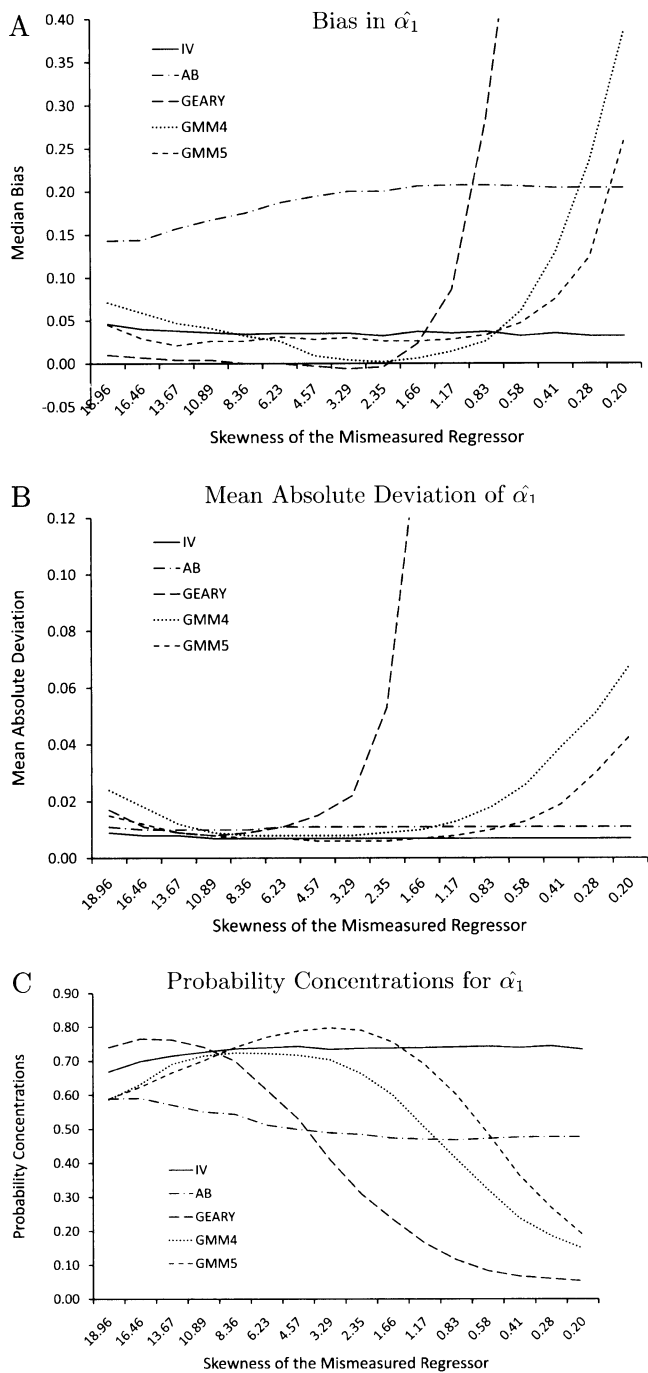 A
Bias in α̂₁
0.40
0.35
0.30
0.25
0.20
0.15
0.10
0.05
0.00
-0.05
Median Bias
IV
AB
GEARY
GMM4
GMM5
18.96 16.46 13.67 10.89 8.36 6.23 4.57 3.29 2.35 1.66 1.17 0.83 0.58 0.41 0.28 0.20
Skewness of the Mismeasured Regressor
B
Mean Absolute Deviation of α̂₁
0.12
0.10
0.08
0.06
0.04
0.02
0.00
Mean Absolute Deviation
IV
AB
GEARY
GMM4
GMM5
18.96 16.46 13.67 10.89 8.36 6.23 4.57 3.29 2.35 1.66 1.17 0.83 0.58 0.41 0.28 0.20
Skewness of the Mismeasured Regressor
C
Probability Concentrations for α̂₁
0.90
0.80
0.70
0.60
0.50
0.40
0.30
0.20
0.10
0.00
Probability Concentrations
IV
AB
GEARY
GMM4
GMM5
18.96 16.46 13.67 10.89 8.36 6.23 4.57 3.29 2.35 1.66 1.17 0.83 0.58 0.41 0.28 0.20
Skewness of the Mismeasured Regressor